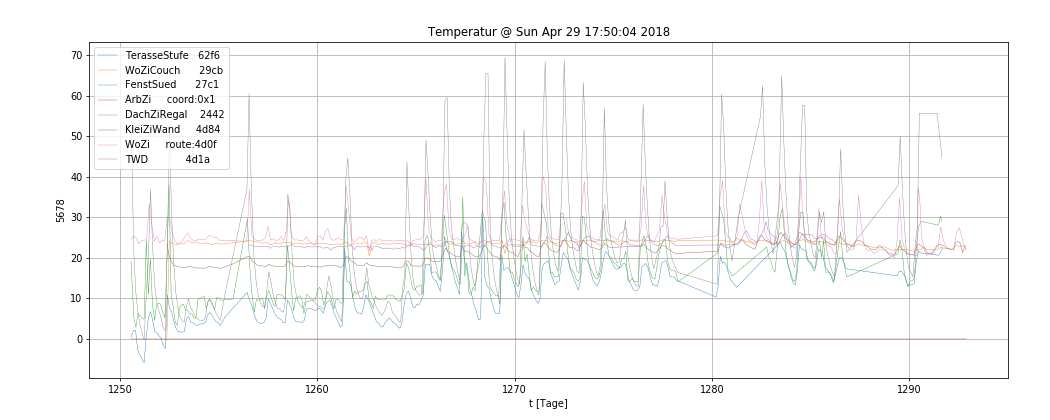 Temperatur @ Sun Apr 29 17:50:04 2018
70
60
50
40
30
20
10
0
5678
TerasseStufe 62f6
WoZiCouch 29cb
FenstSued 27c1
ArbZi coord:0x1
DachZiRegal 2442
KleiZiWand 4d84
WoZi route:4d0f
TWD 4d1a
1250 1260 1270 1280 1290
t [Tage]